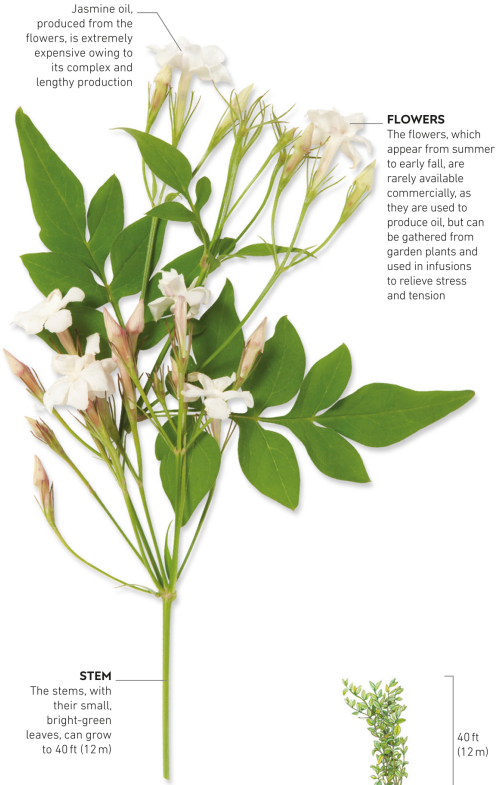 Jasmine oil,
produced from the
flowers, is extremely
expensive owing to
its complex and
lengthy production
FLOWERS
The flowers, which
appear from summer
to early fall, are
rarely available
commercially, as
they are used to
produce oil, but can
be gathered from
garden plants and
used in infusions
to relieve stress
and tension
STEM
The stems, with
their small,
bright-green
leaves, can grow
to 40 ft (12 m)
40 ft
(12 m)